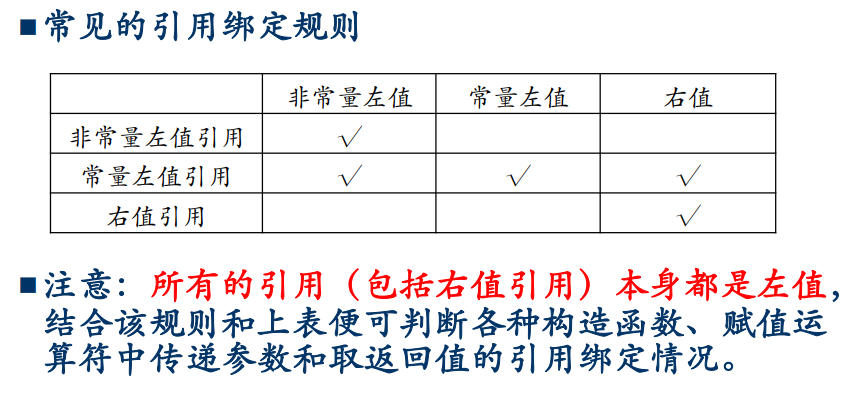 ■常见的引用绑定规则
非常量左值 常量左值 右值
非常量左值引用 √
常量左值引用 √ √ √
右值引用 √
■注意：所有的引用（包括右值引用）本身都是左值，
结合该规则和上表便可判断各种构造函数、赋值运
算符中传递参数和取返回值的引用绑定情况。